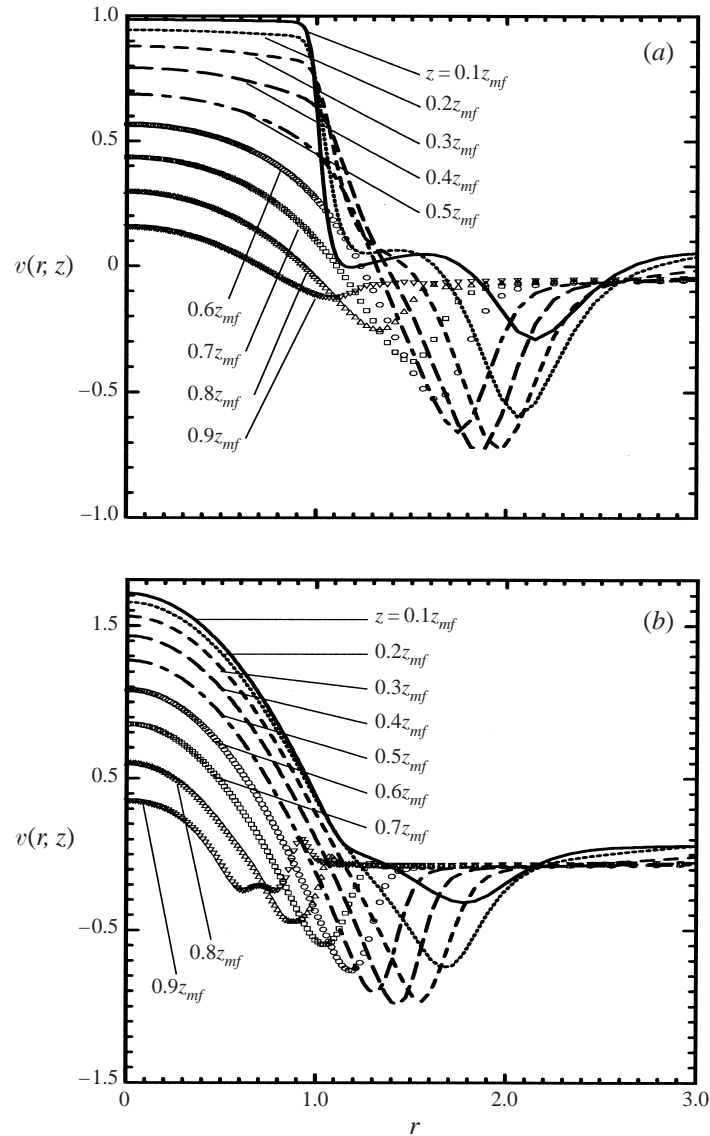 1.0
(a)
z = 0.1z_mf
0.2z_mf
0.3z_mf
0.4z_mf
0.5z_mf
0.5
v(r, z)
0
0.6z_mf
0.7z_mf
0.8z_mf
0.9z_mf
−0.5
−1.0
(b)
1.5
z = 0.1z_mf
0.2z_mf
0.3z_mf
0.4z_mf
0.5z_mf
0.6z_mf
0.7z_mf
0.5
v(r, z)
−0.5
0.8z_mf
0.9z_mf
−1.5
0 1.0 2.0 3.0
r